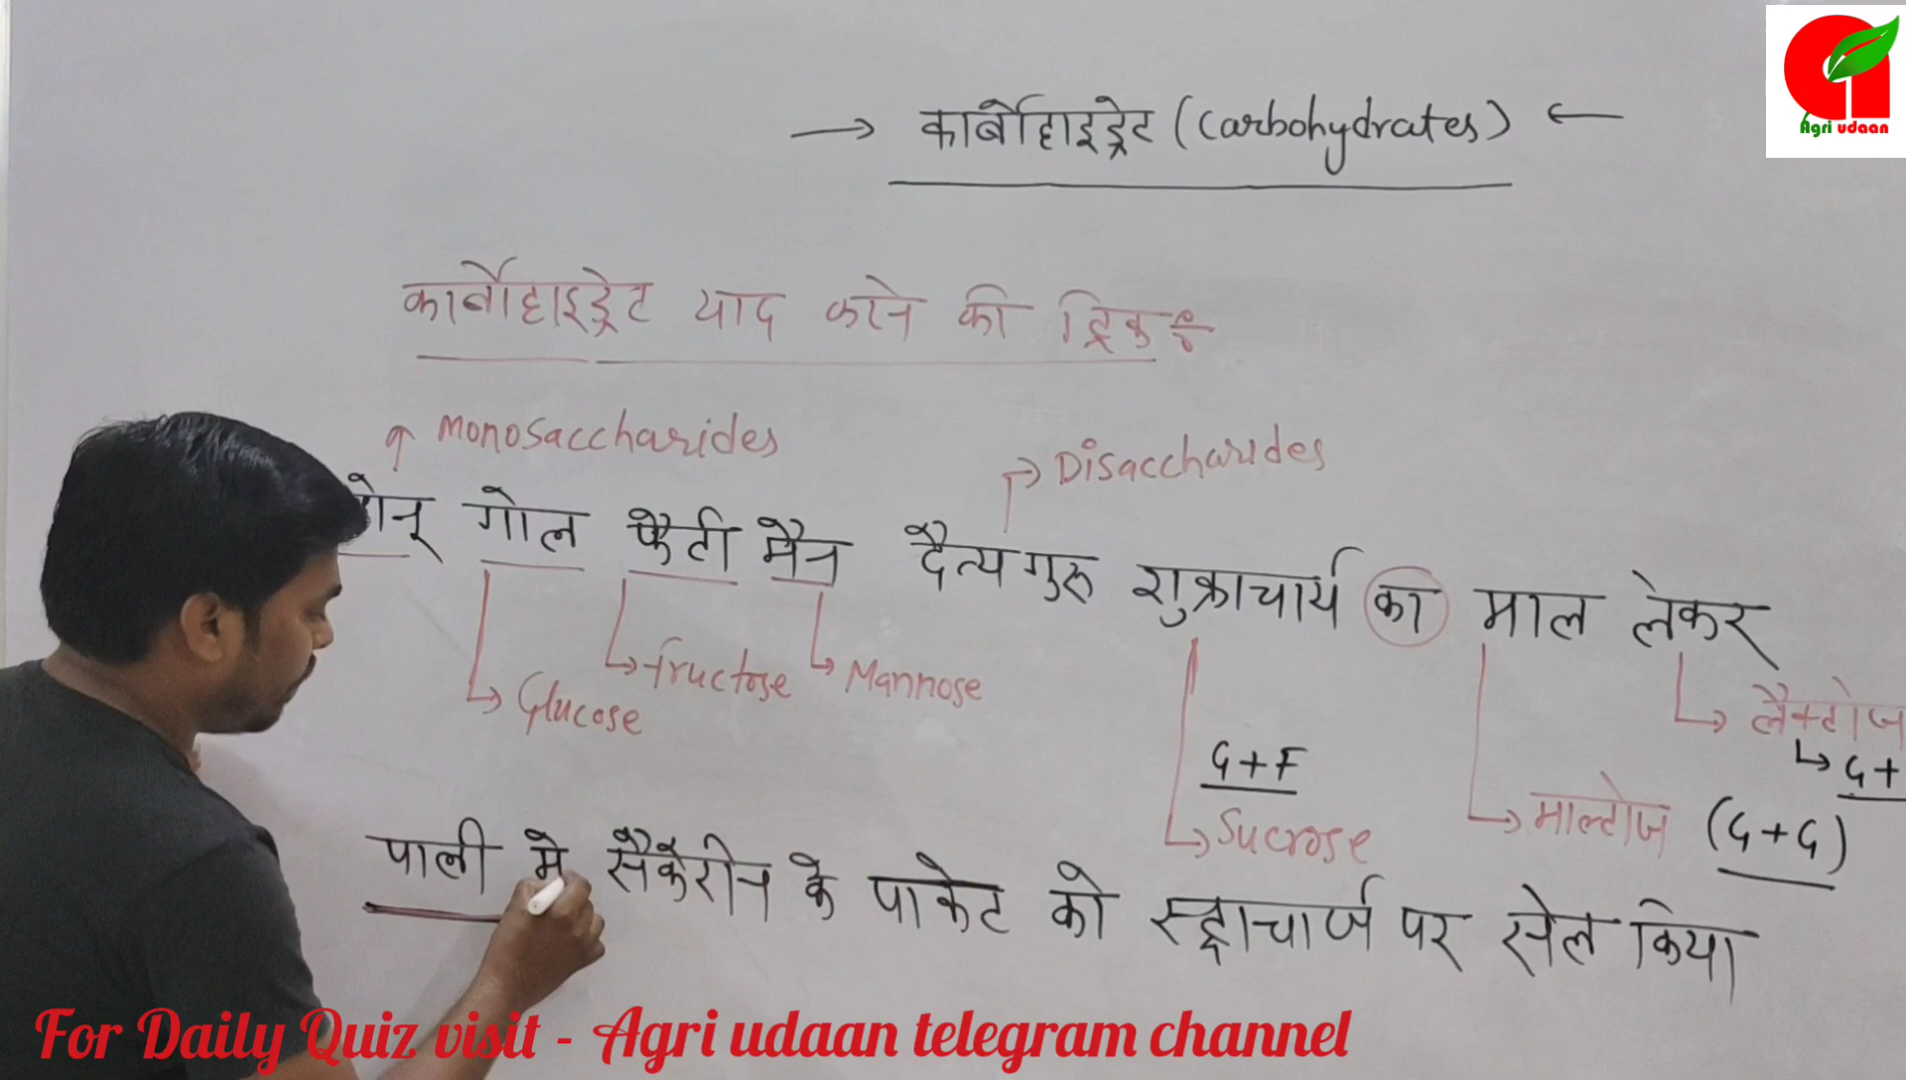 → कार्बोहाइड्रेट (Carbohydrates) ←
Agri udaan
कार्बोहाइड्रेट याद करने की ट्रिक :-
Monosaccharides
→ Disaccharides
गोल फैटी मैन दैत्यगुरु शुक्राचार्य का माल लेकर
→ Glucose → fructose → Mannose
→ लैक्टोज
↳ G +
G + F
→ Sucrose → माल्टोज (G + G)
पाली मे सैकेरीन के पाकेट को स्ट्राचार्ज पर सेल किया
For Daily Quiz visit - Agri udaan telegram channel